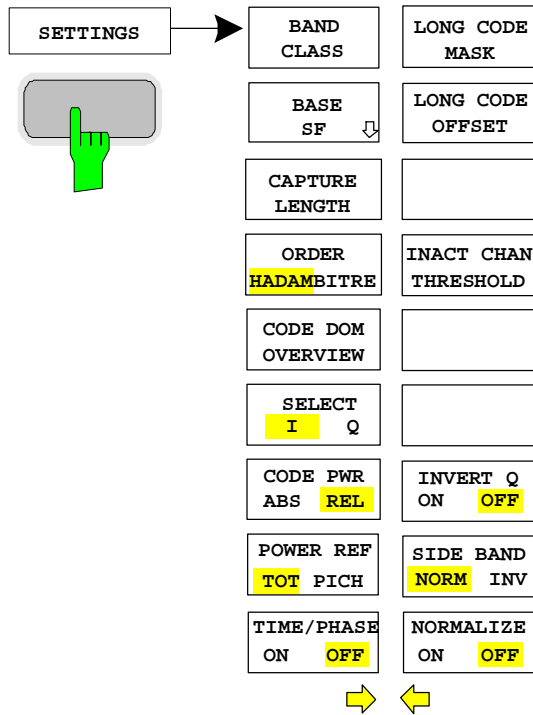 SETTINGS
BAND
CLASS
BASE
SF
CAPTURE
LENGTH
ORDER
HADAMBITRE
CODE DOM
OVERVIEW
SELECT
I Q
CODE PWR
ABS REL
POWER REF
TOT PICH
TIME/PHASE
ON OFF
LONG CODE
MASK
LONG CODE
OFFSET
INACT CHAN
THRESHOLD
INVERT Q
ON OFF
SIDE BAND
NORM INV
NORMALIZE
ON OFF